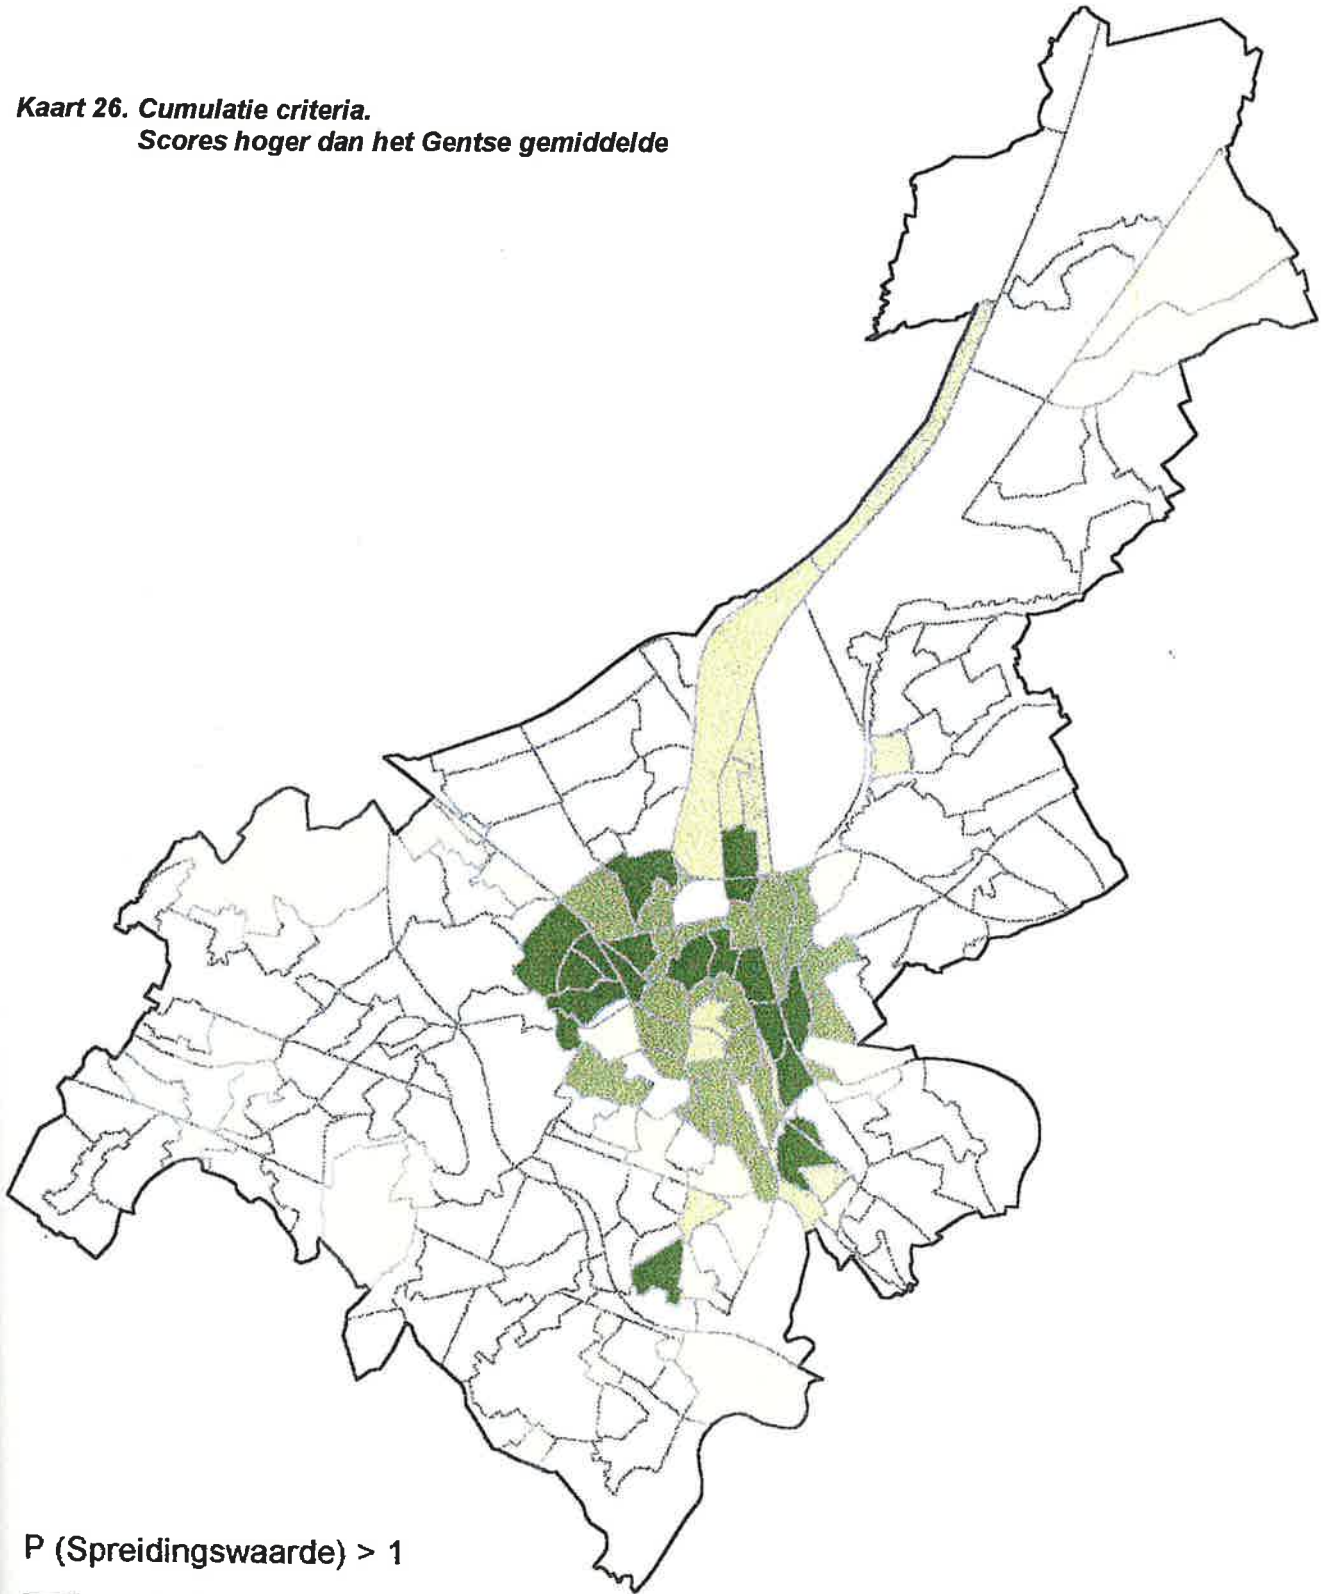 Kaart 26. Cumulatie criteria.
Scores hoger dan het Gentse gemiddelde
P (Spreidingswaarde) > 1